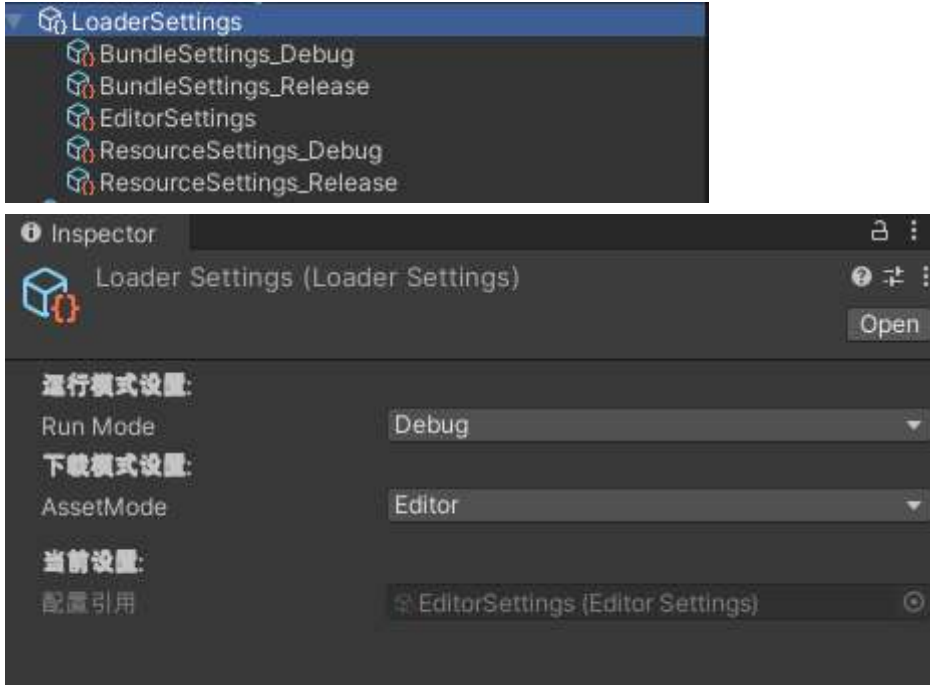 LoaderSettings
BundleSettings_Debug
BundleSettings_Release
EditorSettings
ResourceSettings_Debug
ResourceSettings_Release
Inspector
Loader Settings (Loader Settings)
Open
运行模式设置:
Run Mode Debug
下载模式设置:
AssetMode Editor
当前设置:
配置引用 EditorSettings (Editor Settings)